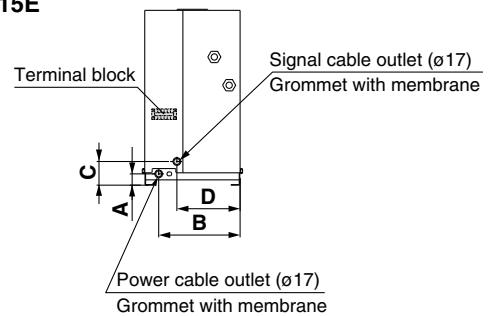 15E
Signal cable outlet (ø17)
Grommet with membrane
Terminal block
C
A
D
B
Power cable outlet (ø17)
Grommet with membrane